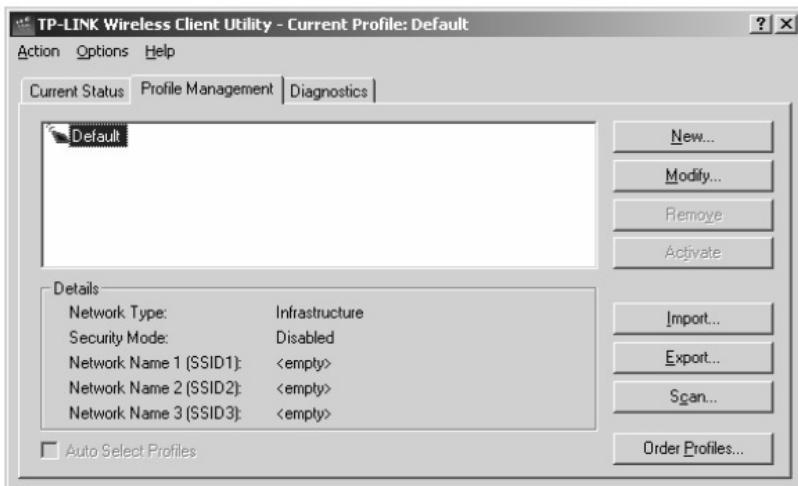 TP-LINK Wireless Client Utility - Current Profile: Default
Action Options Help
Current Status Profile Management Diagnostics
Default
New...
Modify...
Remove
Activate
Details
Network Type: Infrastructure
Security Mode: Disabled
Network Name 1 (SSID1): <empty>
Network Name 2 (SSID2): <empty>
Network Name 3 (SSID3): <empty>
Import...
Export...
Scan...
Auto Select Profiles
Order Profiles...